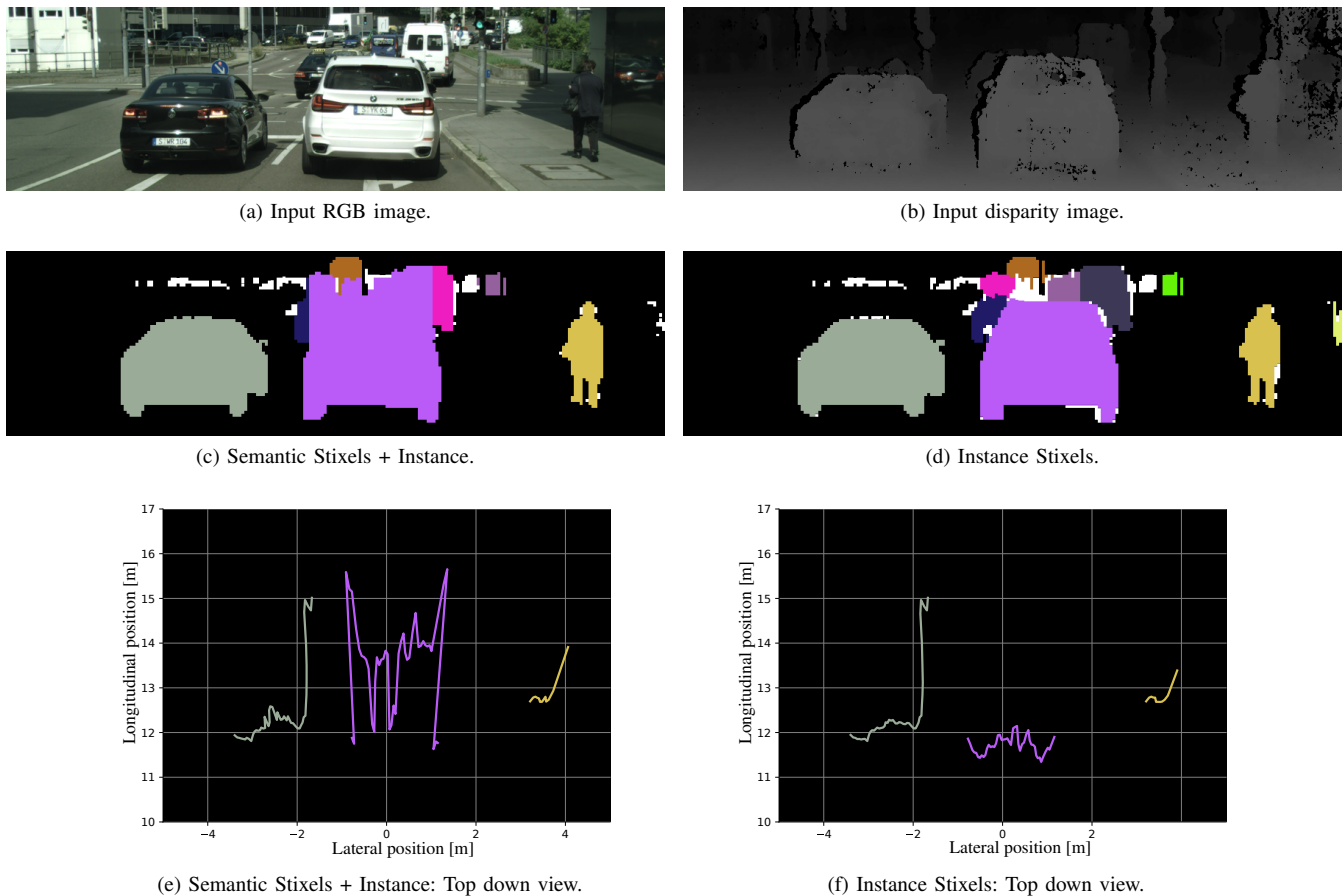 S:WR 104
(a) Input RGB image.
(b) Input disparity image.
(c) Semantic Stixels + Instance.
(d) Instance Stixels.
17
16
15
14
13
12
11
10
Longitudinal position [m]
−4
−2
0
2
4
Lateral position [m]
17
16
15
14
13
12
11
10
Longitudinal position [m]
−4
−2
0
2
Lateral position [m]
(e) Semantic Stixels + Instance: Top down view.
(f) Instance Stixels: Top down view.